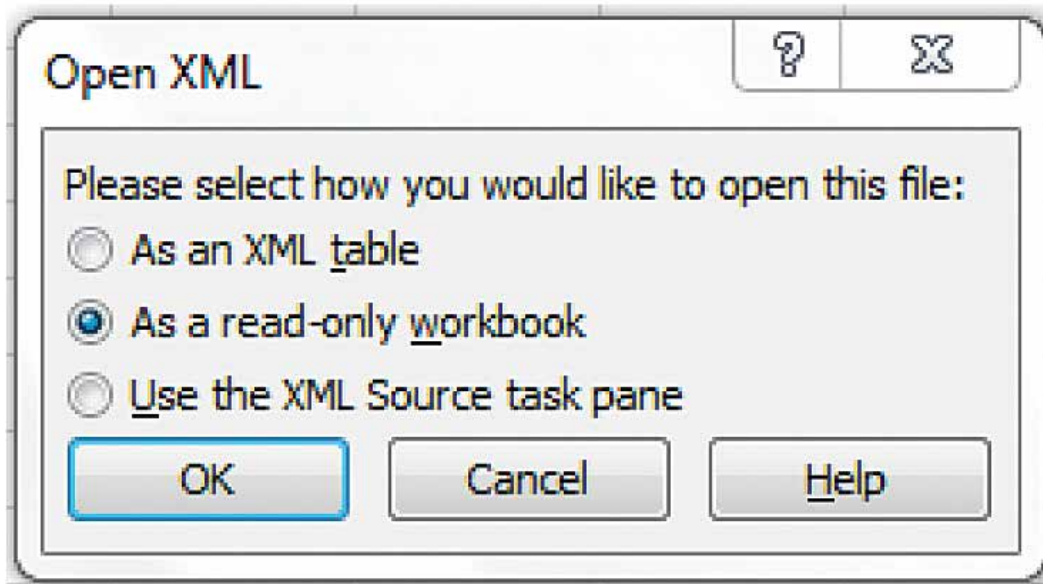 Open XML
Please select how you would like to open this file:
As an XML table
As a read-only workbook
Use the XML Source task pane
OK Cancel Help